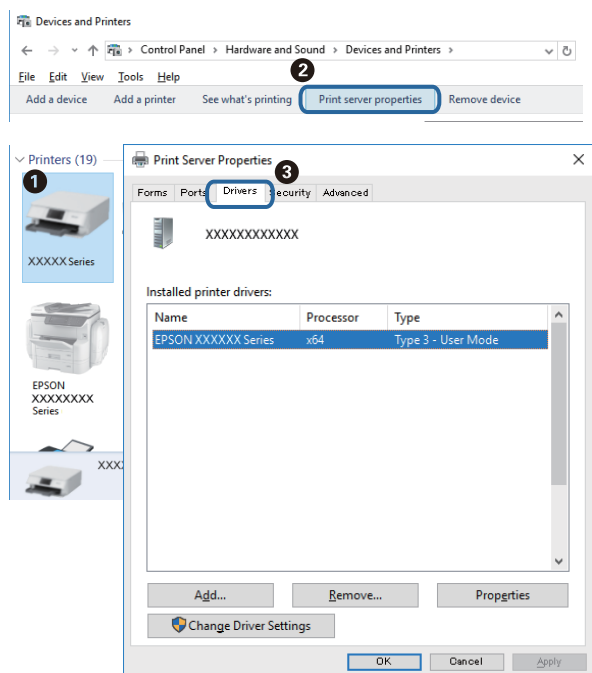 Devices and Printers
Control Panel > Hardware and Sound > Devices and Printers >
2
File Edit View Tools Help
Add a device Add a printer See what's printing Print server properties Remove device
Printers (19)
1
XXXXX Series
EPSON
XXXXXXXX
Series
XXX
Print Server Properties
3
Forms Ports Drivers Security Advanced
XXXXXXXXXXXX
Installed printer drivers:
Name Processor Type
EPSON XXXXXX Series x64 Type 3 - User Mode
Add... Remove... Properties
Change Driver Settings
OK Cancel Apply